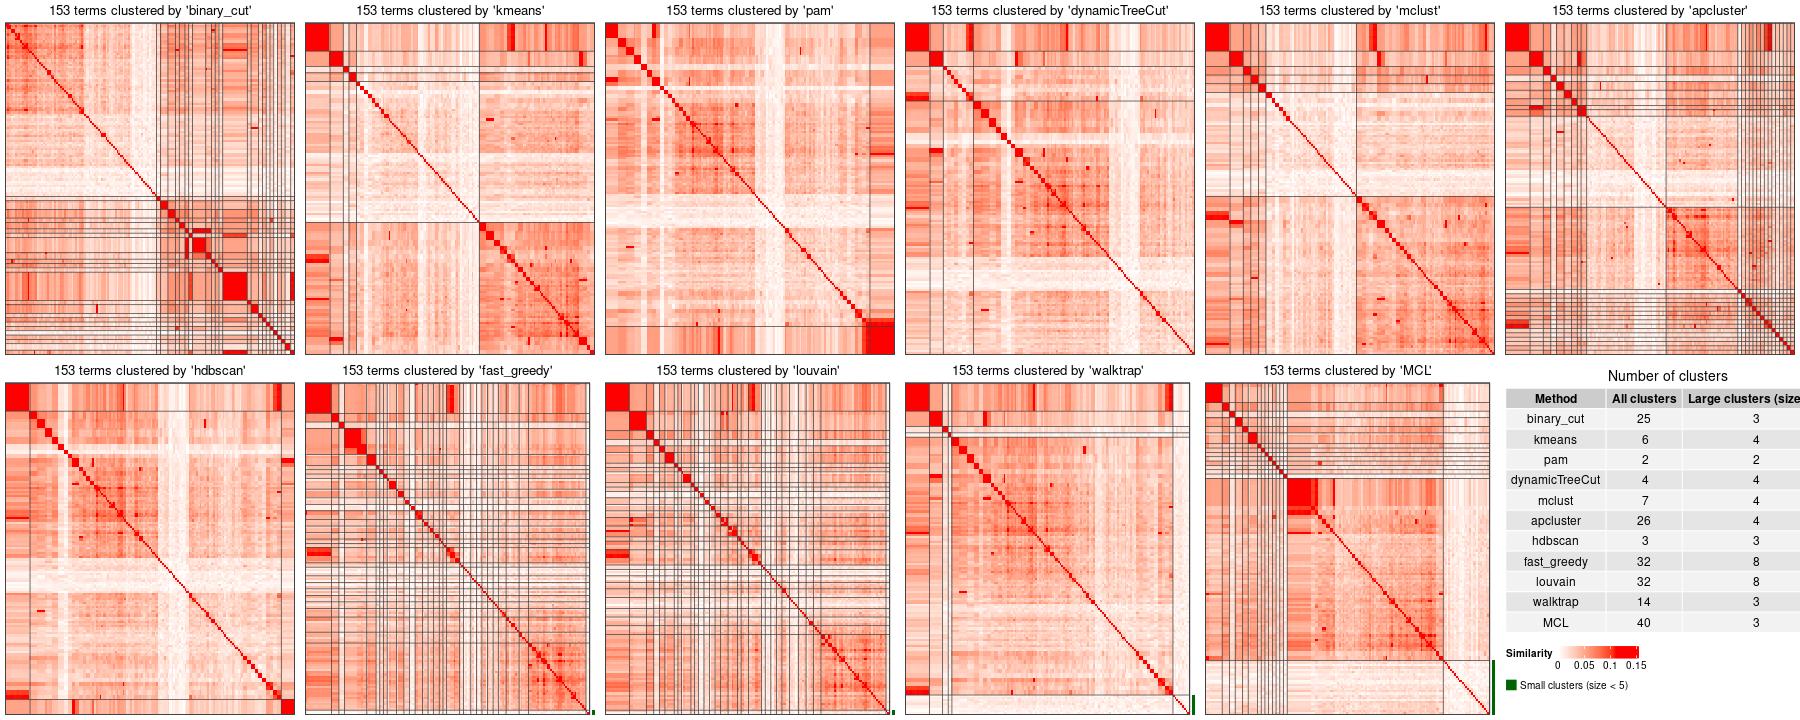 153 terms clustered by 'binary_cut'
153 terms clustered by 'kmeans'
153 terms clustered by 'pam'
153 terms clustered by 'dynamicTreeCut'
153 terms clustered by 'mclust'
153 terms clustered by 'apcluster'
153 terms clustered by 'hdbscan'
153 terms clustered by 'fast_greedy'
153 terms clustered by 'louvain'
153 terms clustered by 'walktrap'
153 terms clustered by 'MCL'
Number of clusters
Method All clusters Large clusters (size
binary_cut 25 3
kmeans 6 4
pam 2 2
dynamicTreeCut 4 4
mclust 7 4
apcluster 26 4
hdbscan 3 3
fast_greedy 32 8
louvain 32 8
walktrap 14 3
MCL 40 3
Similarity
0 0.05 0.1 0.15
Small clusters (size < 5)